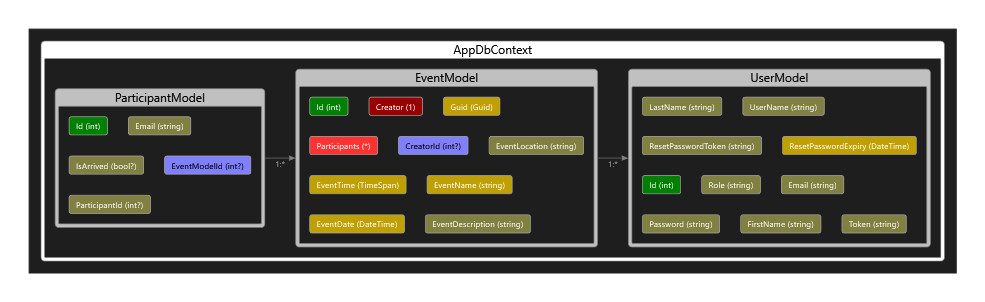 AppDbContext
ParticipantModel
Id (int)
Email (string)
IsArrived (bool?)
EventModelId (int?)
ParticipantId (int?)
1:*
EventModel
Id (int)
Creator (1)
Guid (Guid)
Participants (*)
CreatorId (int?)
EventLocation (string)
EventTime (TimeSpan)
EventName (string)
EventDate (DateTime)
EventDescription (string)
1:*
UserModel
LastName (string)
UserName (string)
ResetPasswordToken (string)
ResetPasswordExpiry (DateTime)
Id (int)
Role (string)
Email (string)
Password (string)
FirstName (string)
Token (string)